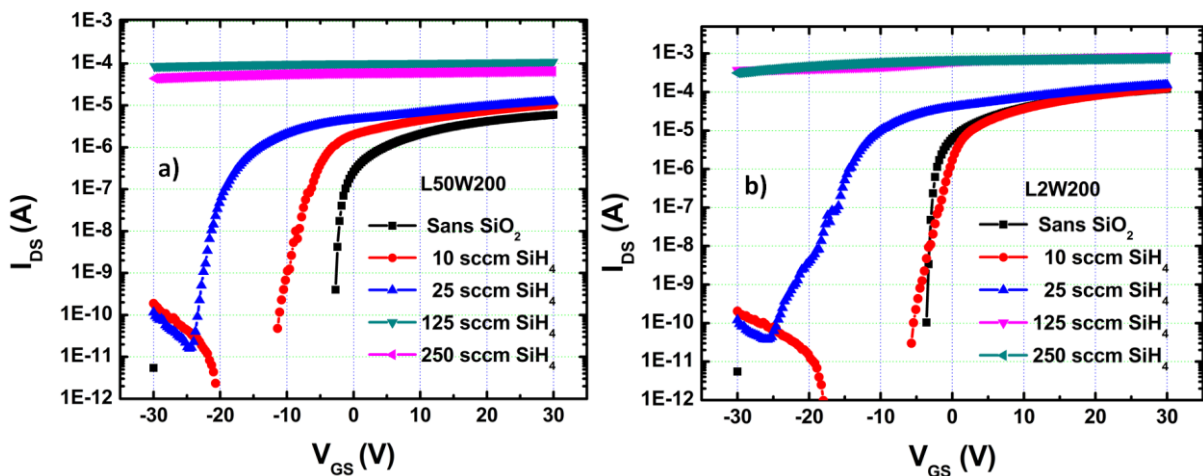 1E-3
1E-4
1E-5
1E-6
1E-7
1E-8
1E-9
1E-10
1E-11
1E-12
I_DS (A)
a)
L50W200
Sans SiO₂
10 sccm SiH₄
25 sccm SiH₄
125 sccm SiH₄
250 sccm SiH₄
-30 -20 -10 0 10 20 30
V_GS (V)
1E-3
1E-4
1E-5
1E-6
1E-7
1E-8
1E-9
1E-10
1E-11
1E-12
I_DS (A)
b)
L2W200
Sans SiO₂
10 sccm SiH₄
25 sccm SiH₄
125 sccm SiH₄
250 sccm SiH₄
-30 -20 -10 0 10 20 30
V_GS (V)